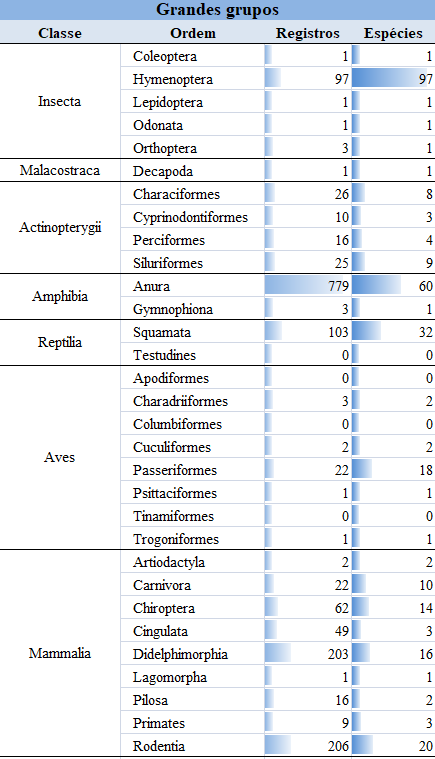 Grandes grupos
Classe Ordem Registros Espécies
Insecta
Coleoptera 1 1
Hymenoptera 97 97
Lepidoptera 1 1
Odonata 1 1
Orthoptera 3 1
Malacostraca Decapoda 1 1
Actinopterygii
Characiformes 26 8
Cyprinodontiformes 10 3
Perciformes 16 4
Siluriformes 25 9
Amphibia
Anura 779 60
Gymnophiona 3 1
Reptilia
Squamata 103 32
Testudines 0 0
Aves
Apodiformes 0 0
Charadriiformes 3 2
Columbiformes 0 0
Cuculiformes 2 2
Passeriformes 22 18
Psittaciformes 1 1
Tinamiformes 0 0
Trogoniformes 1 1
Mammalia
Artiodactyla 2 2
Carnivora 22 10
Chiroptera 62 14
Cingulata 49 3
Didelphimorphia 203 16
Lagomorpha 1 1
Pilosa 16 2
Primates 9 3
Rodentia 206 20